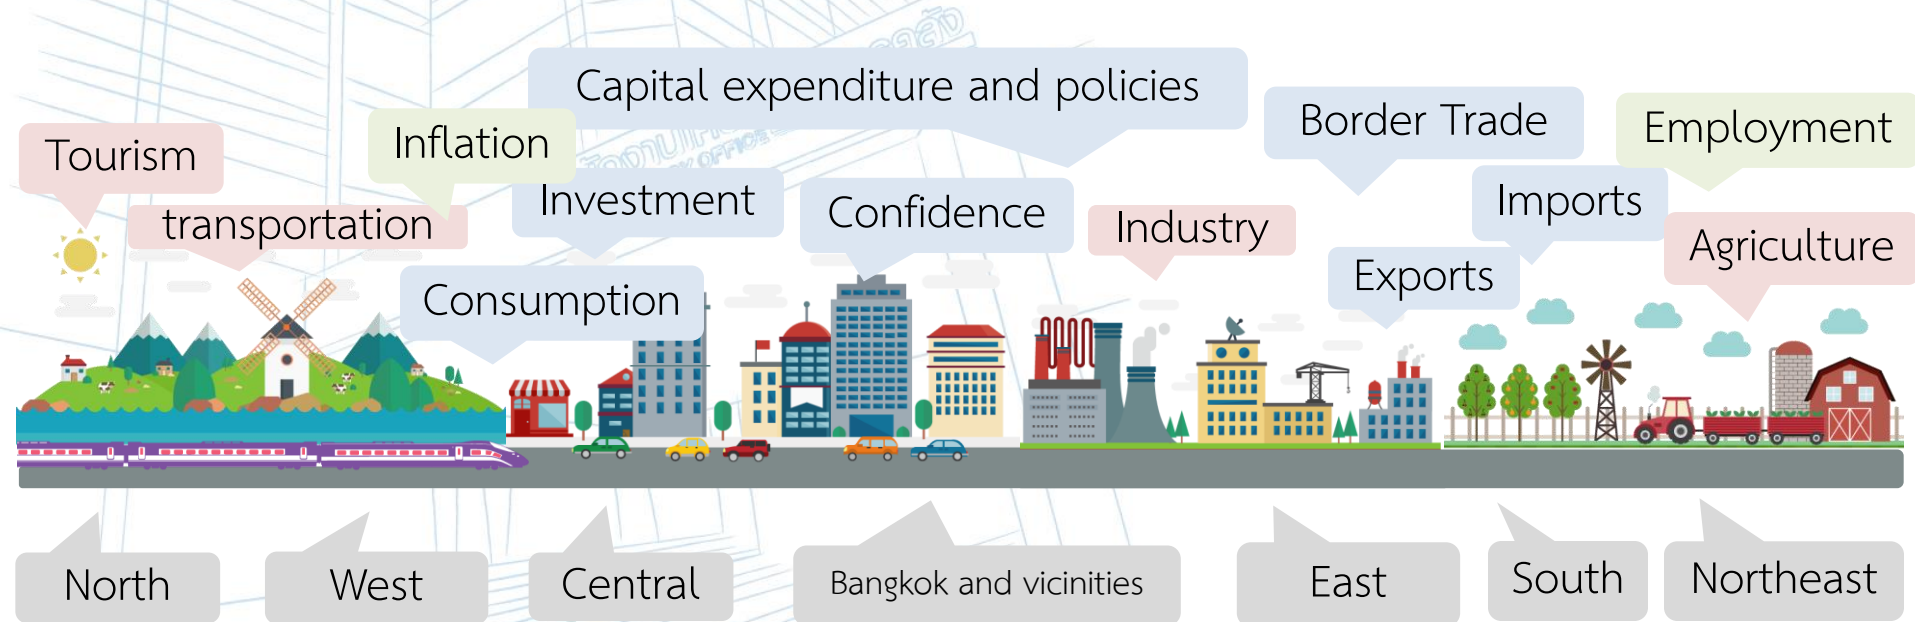 Capital expenditure and policies
Tourism
Inflation
Border Trade
Employment
transportation
Investment
Confidence
Industry
Imports
Agriculture
Consumption
Exports
North
West
Central
Bangkok and vicinities
East
South
Northeast